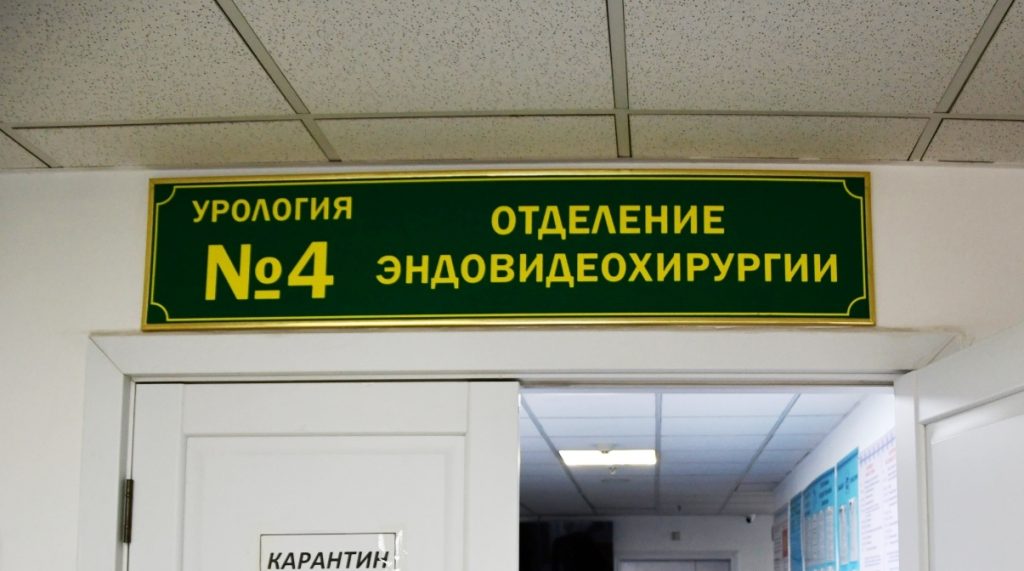 УРОЛОГИЯ
№4
ОТДЕЛЕНИЕ
ЭНДОВИДЕОХИРУРГИИ
КАРАНТИН